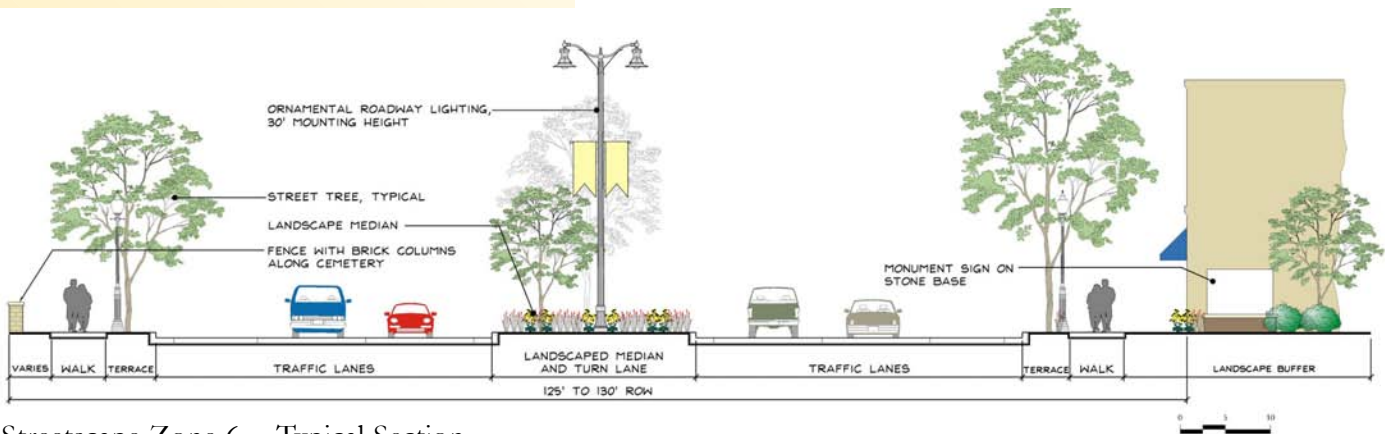 ORNAMENTAL ROADWAY LIGHTING,
30' MOUNTING HEIGHT
STREET TREE, TYPICAL
LANDSCAPE MEDIAN
FENCE WITH BRICK COLUMNS
ALONG CEMETERY
MONUMENT SIGN ON
STONE BASE
VARIES WALK TERRACE TRAFFIC LANES LANDSCAPED MEDIAN
AND TURN LANE
TRAFFIC LANES TERRACE WALK LANDSCAPE BUFFER
125' TO 130' ROW
0 5 10
Streetscape Zone 6 – Typical Section